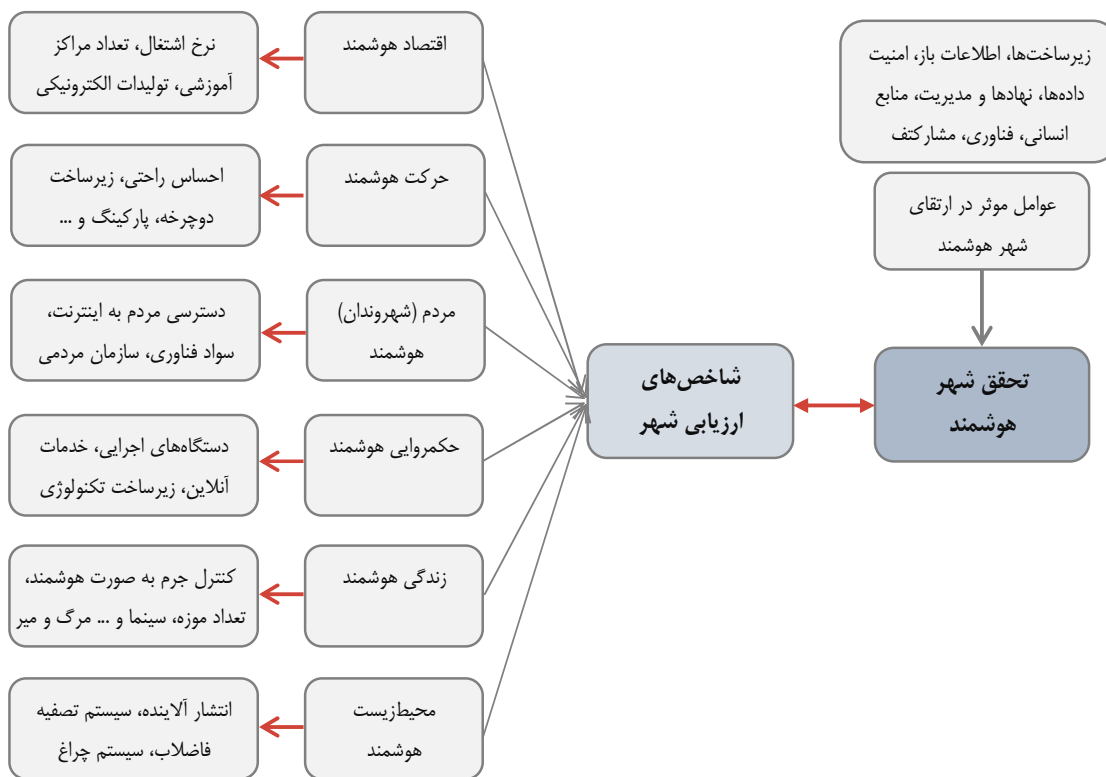 زیرساخت‌ها، اطلاعات باز، امنیت
داده‌ها، نهادها و مدیریت، منابع
انسانی، فناوری، مشارکتف
عوامل موثر در ارتقای
شهر هوشمند
تحقق شهر
هوشمند
شاخص‌های
ارزیابی شهر
اقتصاد هوشمند
نرخ اشتغال، تعداد مراکز
آموزشی، تولیدات الکترونیکی
حرکت هوشمند
احساس راحتی، زیرساخت
دوچرخه، پارکینگ و ...
مردم (شهروندان)
هوشمند
دسترسی مردم به اینترنت،
سواد فناوری، سازمان مردمی
حکمروایی هوشمند
دستگاه‌های اجرایی، خدمات
آنلاین، زیرساخت تکنولوژی
زندگی هوشمند
کنترل جرم به صورت هوشمند،
تعداد موزه، سینما و ... مرگ و میر
محیط‌زیست
هوشمند
انتشار آلاینده، سیستم تصفیه
فاضلاب، سیستم چراغ